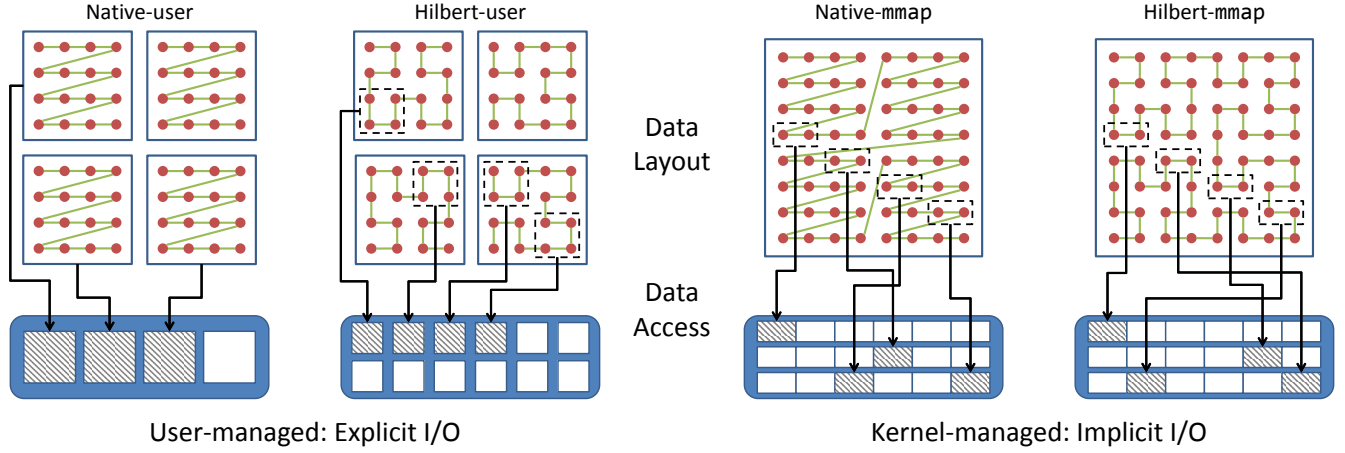 Native-user
Hilbert-user
Native-mmap
Hilbert-mmap
Data
Layout
Data
Access
User-managed: Explicit I/O
Kernel-managed: Implicit I/O